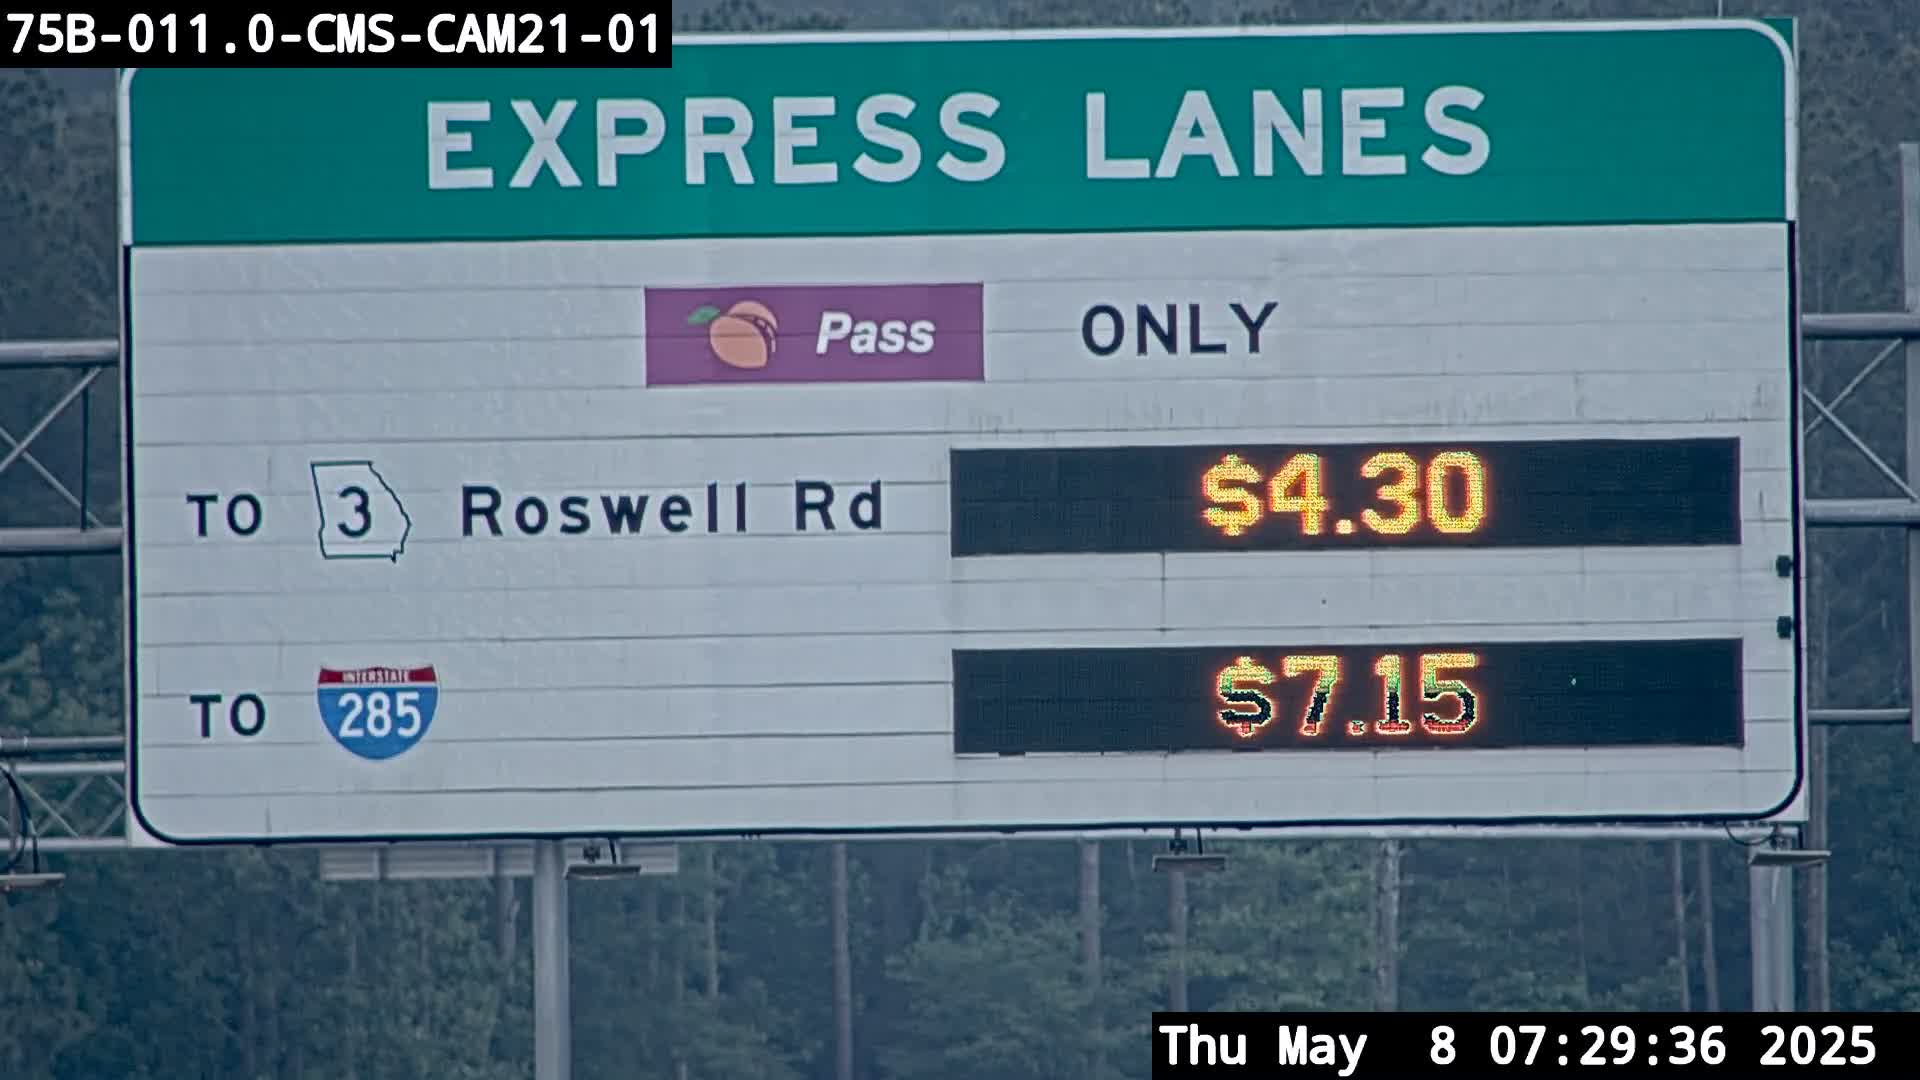 75B-011.0-CMS-CAM21-01
EXPRESS LANES
Pass ONLY
TO 3 Roswell Rd $4.30
INTERSTATE
TO 285 $7.15
Thu May 8 07:29:36 2025